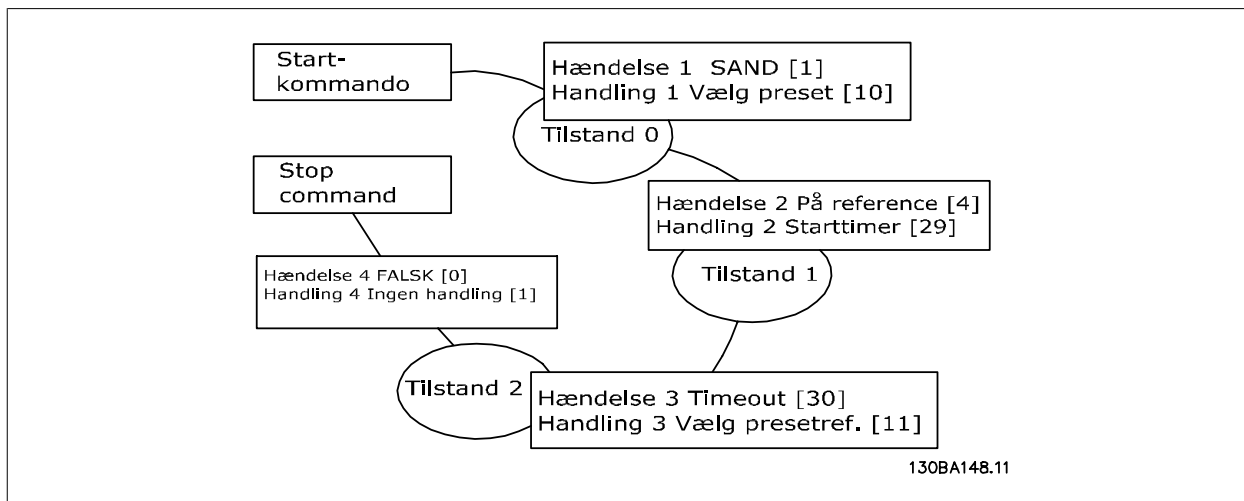 Start-
kommando
Hændelse 1 SAND [1]
Handling 1 Vælg preset [10]
Tilstand 0
Stop
command
Hændelse 2 På reference [4]
Handling 2 Starttimer [29]
Tilstand 1
Hændelse 4 FALSK [0]
Handling 4 Ingen handling [1]
Tilstand 2
Hændelse 3 Timeout [30]
Handling 3 Vælg presetref. [11]
130BA148.11